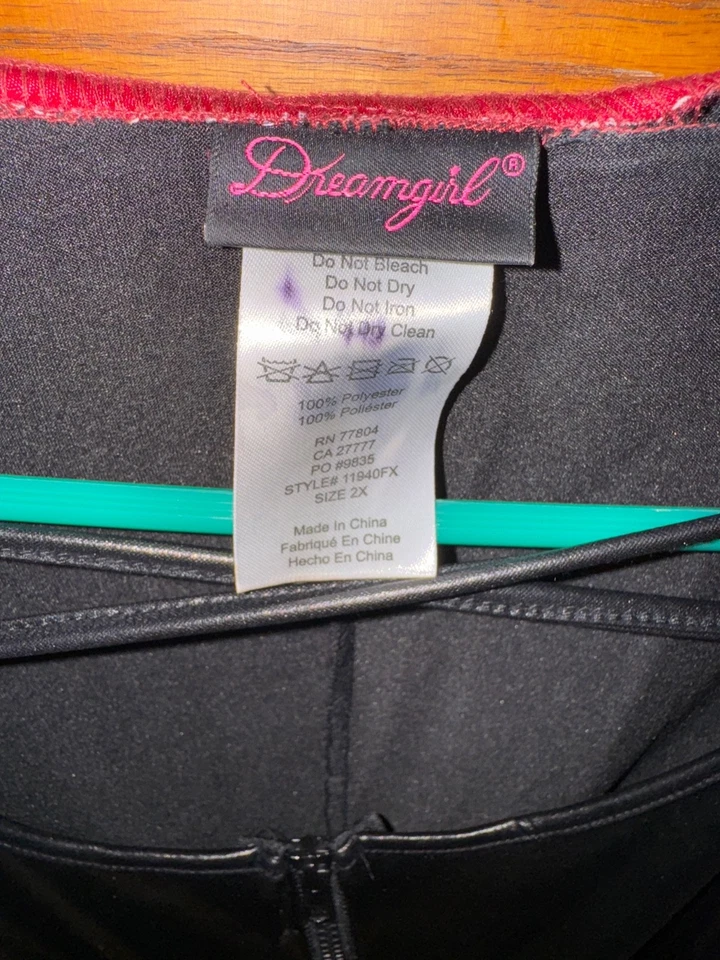 Dreamgirl®
Do Not Bleach
Do Not Dry
Do Not Iron
Do Not Dry Clean
100% Polyester
100% Poliéster
RN 77804
CA 27777
PO #9835
STYLE# 11940FX
SIZE 2X
Made In China
Fabriqué En Chine
Hecho En China